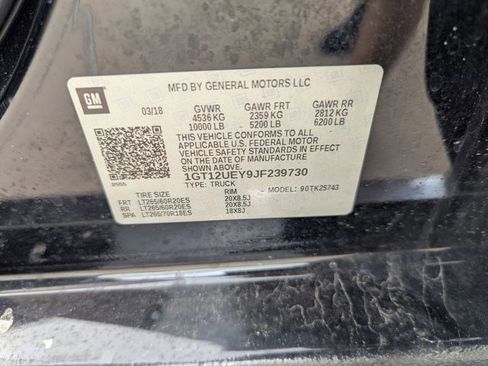 GM
MFD BY GENERAL MOTORS LLC
03/18 GVWR GAWR FRT GAWR RR
4536 KG 2359 KG 2812 KG
10000 LB 5200 LB 6200 LB
THIS VEHICLE CONFORMS TO ALL
APPLICABLE U.S. FEDERAL MOTOR
VEHICLE SAFETY STANDARDS IN
EFFECT ON THE DATE OF MANUFACTURE
SHOWN ABOVE.
1GT12UEY9JF239730
TYPE: TRUCK MODEL: 90TK25743
TIRE SIZE RIM
FRT LT265/60R20ES 20X8.5J
RR LT265/60R20ES 20X8.5J
SPA LT265/70R18ES 18X8J